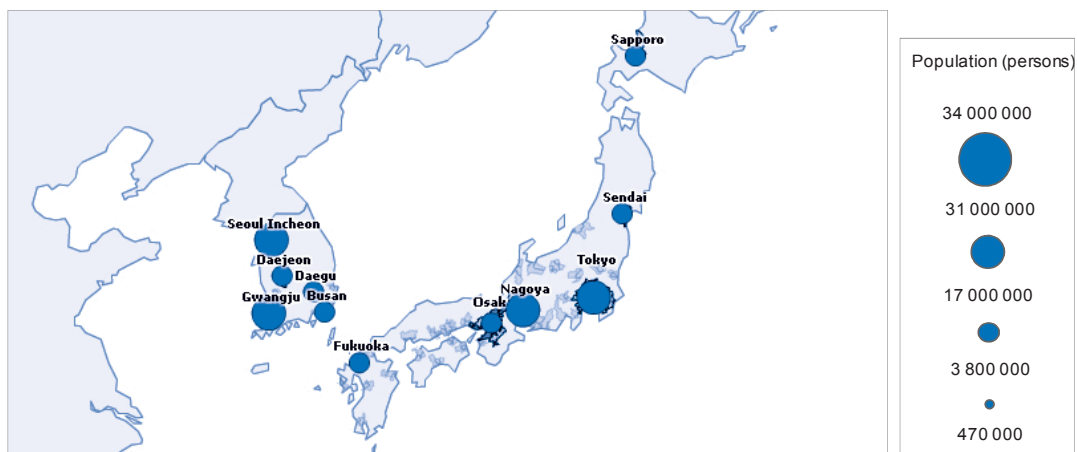 Sapporo
Sendai
Seoul Incheon
Daejeon
Daegu
Gwangju
Busan
Fukuoka
Osak
Nagoya
Tokyo
Population (persons)
34 000 000
31 000 000
17 000 000
3 800 000
470 000